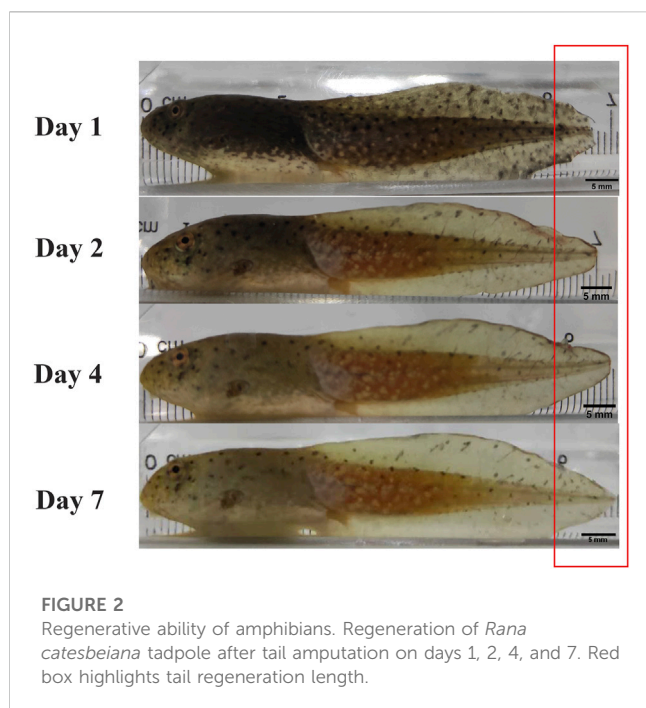 Day 1
5 mm
Day 2
5 mm
Day 4
5 mm
Day 7
5 mm
FIGURE 2
Regenerative ability of amphibians. Regeneration of Rana
catesbeiana tadpole after tail amputation on days 1, 2, 4, and 7. Red
box highlights tail regeneration length.